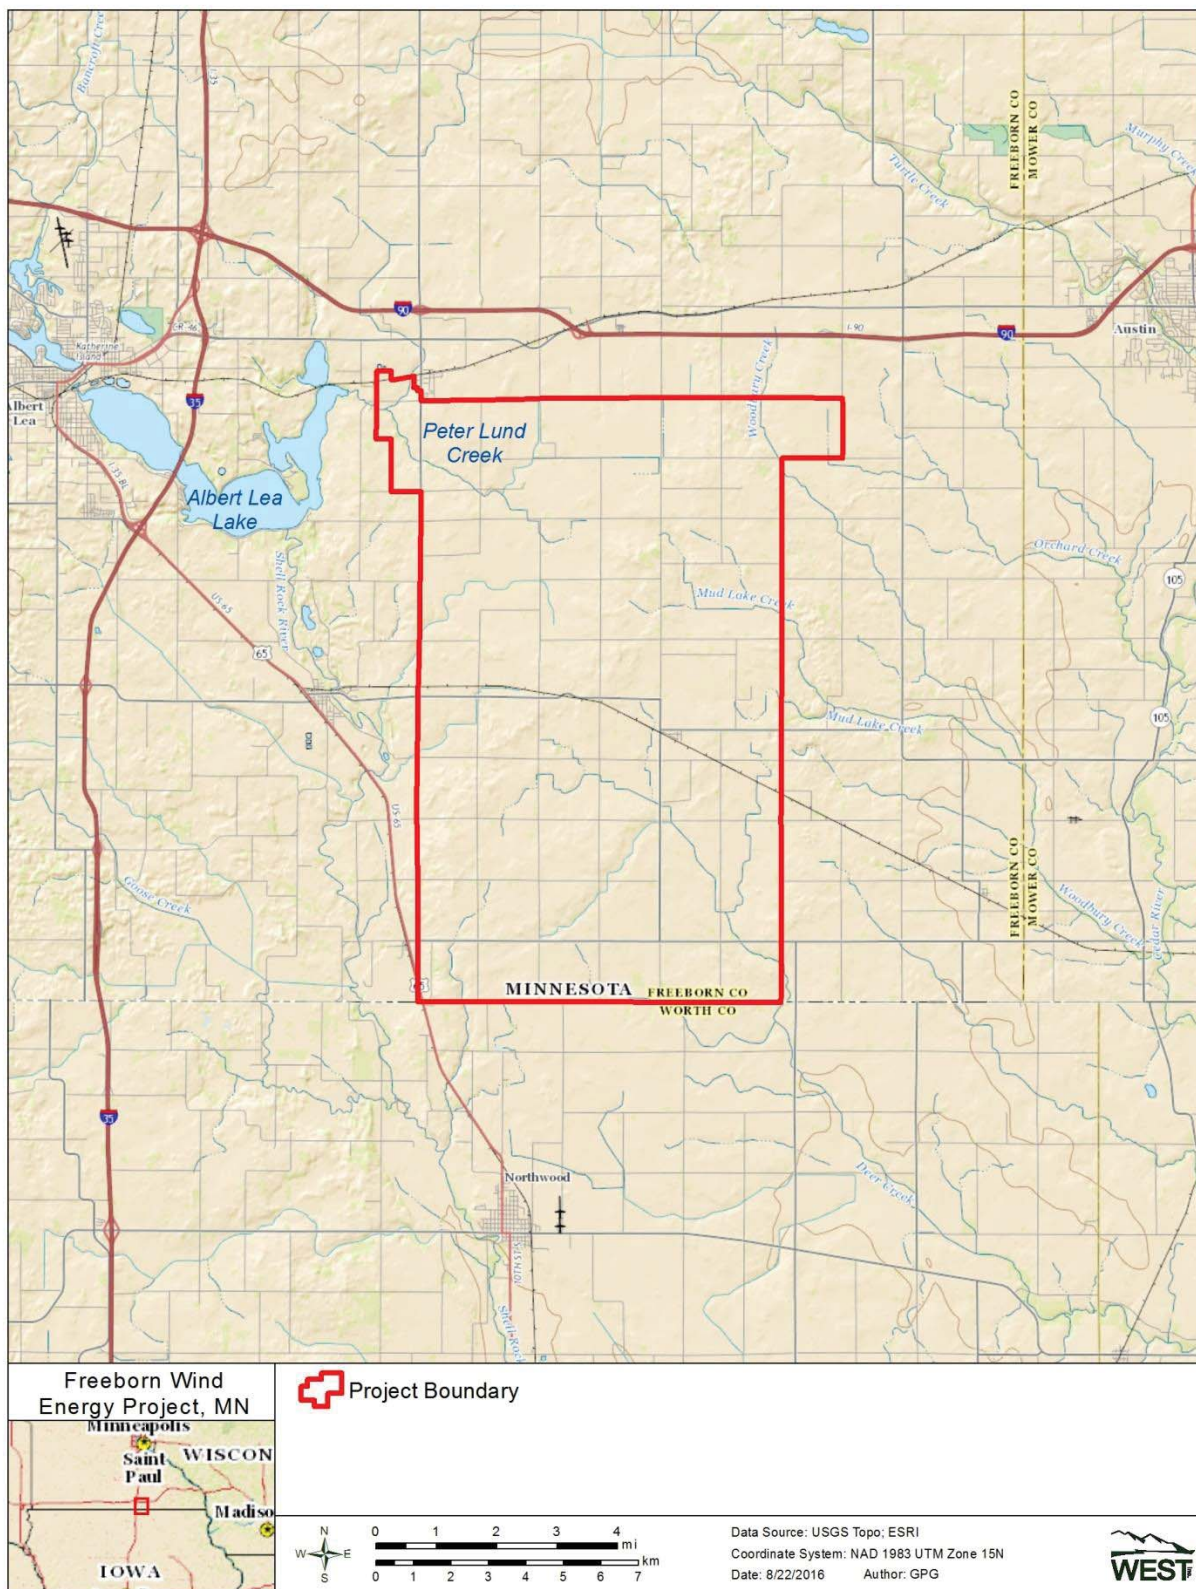 Bancroft Creek
I-35
FREEBORN CO
MOWER CO
Murphy Creek
Turtle Creek
90
I-90
90
Austin
CR-46
Katherine
Island
Albert
Lea
35
Peter Lund
Creek
Woodbury Creek
Albert Lea
Lake
I-35 BL
Shell Rock River
Orchard Creek
105
Mud Lake Creek
US-65
65
Mud Lake Creek
105
US-65
Goose Creek
FREEBORN CO
MOWER CO
Woodbury Creek
Cedar River
65
MINNESOTA
FREEBORN CO
WORTH CO
35
Northwood
Deer Creek
10TH ST S
Shell Rock
Freeborn Wind
Energy Project, MN
Project Boundary
Minneapolis
Saint
Paul
WISCON
Madiso
IOWA
N
W E
S
0 1 2 3 4
mi
km
0 1 2 3 4 5 6 7
Data Source: USGS Topo; ESRI
Coordinate System: NAD 1983 UTM Zone 15N
Date: 8/22/2016 Author: GPG
WEST